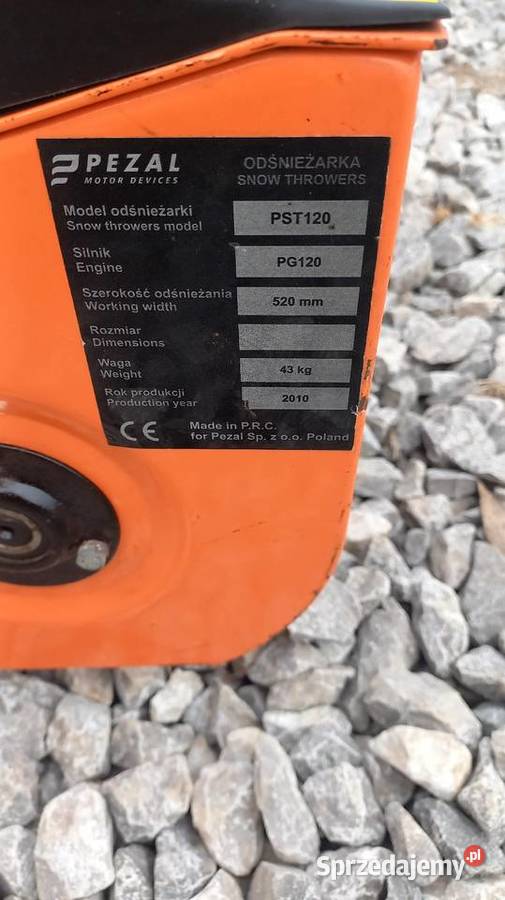 PEZAL
MOTOR DEVICES
ODŚNIEŻARKA
SNOW THROWERS
Model odśnieżarki
Snow throwers model
PST120
Silnik
Engine
PG120
Szerokość odśnieżania
Working width
520 mm
Rozmiar
Dimensions
Waga
Weight
43 kg
Rok produkcji
Production year
2010
CE
Made in P.R.C.
for Pezal Sp. z o.o. Poland
Sprzedajemy.pl